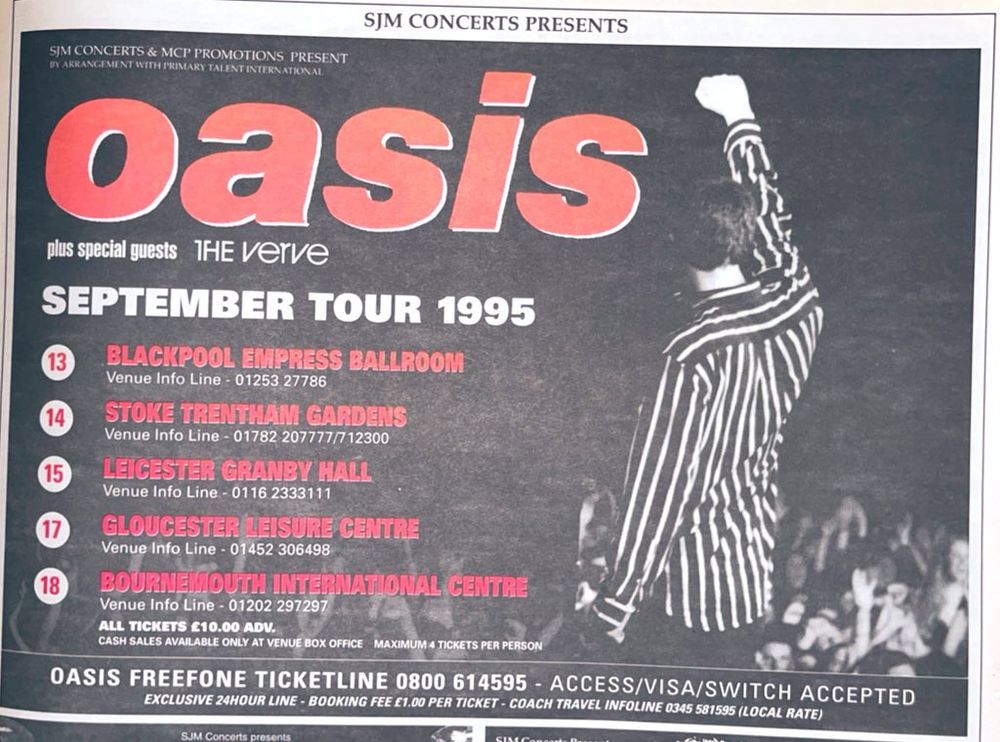 SJM CONCERTS PRESENTS
SJM CONCERTS & MCP PROMOTIONS PRESENT
BY ARRANGEMENT WITH PRIMARY TALENT INTERNATIONAL
oasis
plus special guests THE verve
SEPTEMBER TOUR 1995
13 BLACKPOOL EMPRESS BALLROOM
Venue Info Line - 01253 27786
14 STOKE TRENTHAM GARDENS
Venue Info Line - 01782 207777/712300
15 LEICESTER GRANBY HALL
Venue Info Line - 0116 2333111
17 GLOUCESTER LEISURE CENTRE
Venue Info Line - 01452 306498
18 BOURNEMOUTH INTERNATIONAL CENTRE
Venue Info Line - 01202 297297
ALL TICKETS £10.00 ADV.
CASH SALES AVAILABLE ONLY AT VENUE BOX OFFICE MAXIMUM 4 TICKETS PER PERSON
OASIS FREEFONE TICKETLINE 0800 614595 - ACCESS/VISA/SWITCH ACCEPTED
EXCLUSIVE 24HOUR LINE - BOOKING FEE £1.00 PER TICKET - COACH TRAVEL INFOLINE 0345 581595 (LOCAL RATE)
SJM Concerts presents
SJM Concerts Present